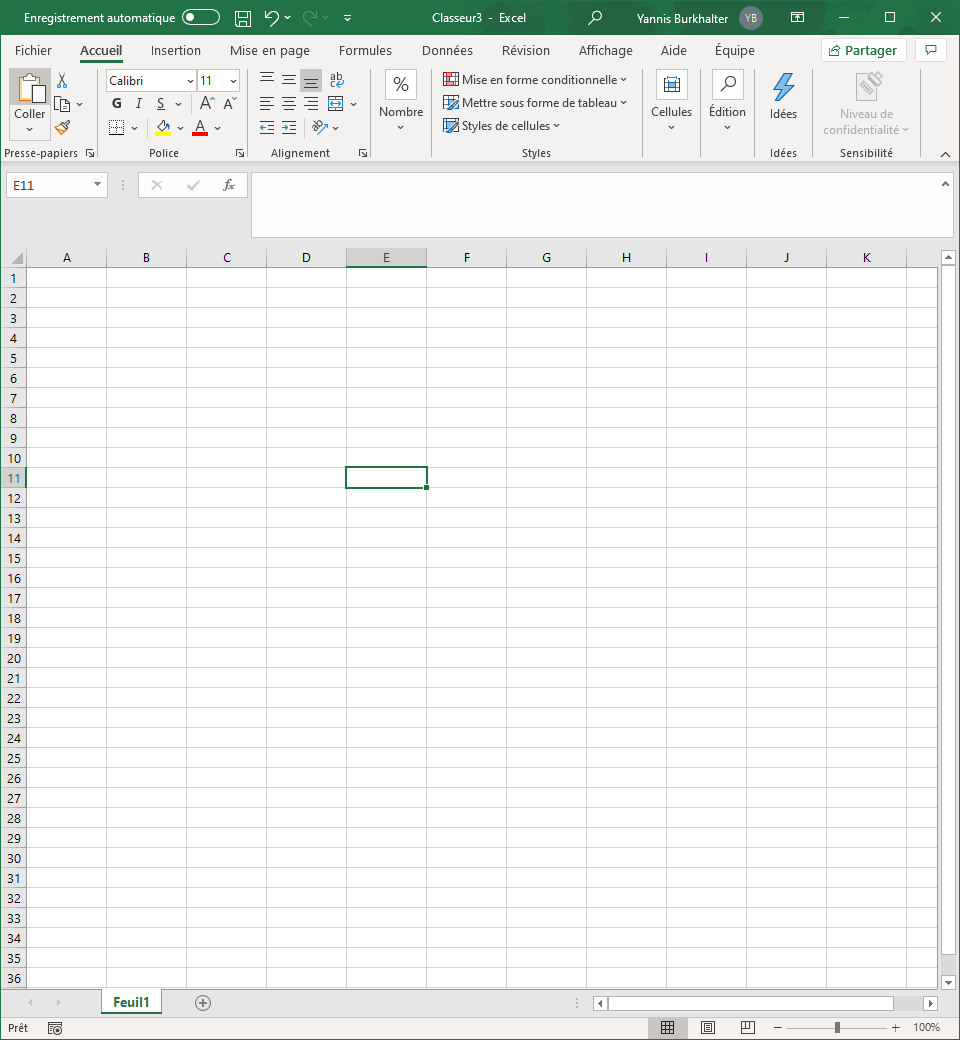 Enregistrement automatique Classeur3 - Excel Yannis Burkhalter YB
Fichier Accueil Insertion Mise en page Formules Données Révision Affichage Aide Équipe Partager
Coller
Calibri 11
G I S A A
A
ab
%
Nombre
Mise en forme conditionnelle
Mettre sous forme de tableau
Styles de cellules
Cellules
Édition
Idées
Niveau de
confidentialité
Presse-papiers Police Alignement Styles Idées Sensibilité
E11 fx
A B C D E F G H I J K
1
2
3
4
5
6
7
8
9
10
11
12
13
14
15
16
17
18
19
20
21
22
23
24
25
26
27
28
29
30
31
32
33
34
35
36
Feuil1
Prêt 100%